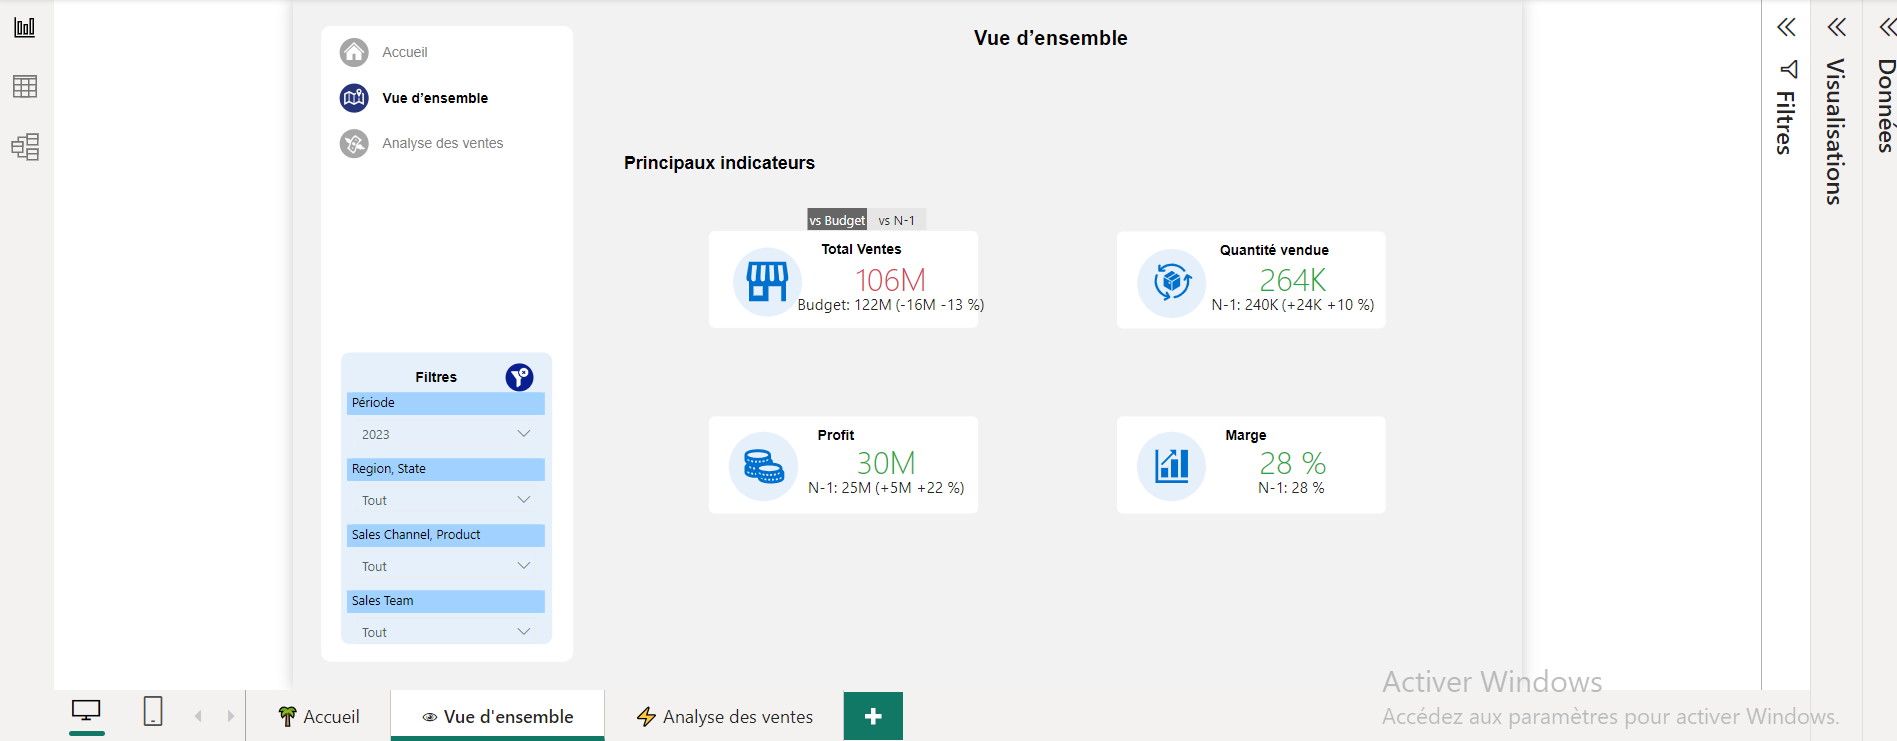 Vue d’ensemble
Accueil
Vue d’ensemble
Analyse des ventes
Principaux indicateurs
vs Budget
vs N-1
Total Ventes
106M
Budget: 122M (-16M -13 %)
Quantité vendue
264K
N-1: 240K (+24K +10 %)
Profit
30M
N-1: 25M (+5M +22 %)
Marge
28 %
N-1: 28 %
Filtres
Période
2023
Region, State
Tout
Sales Channel, Product
Tout
Sales Team
Tout
Filtres
Visualisations
Données
Activer Windows
Accédez aux paramètres pour activer Windows.
Accueil
Vue d'ensemble
Analyse des ventes